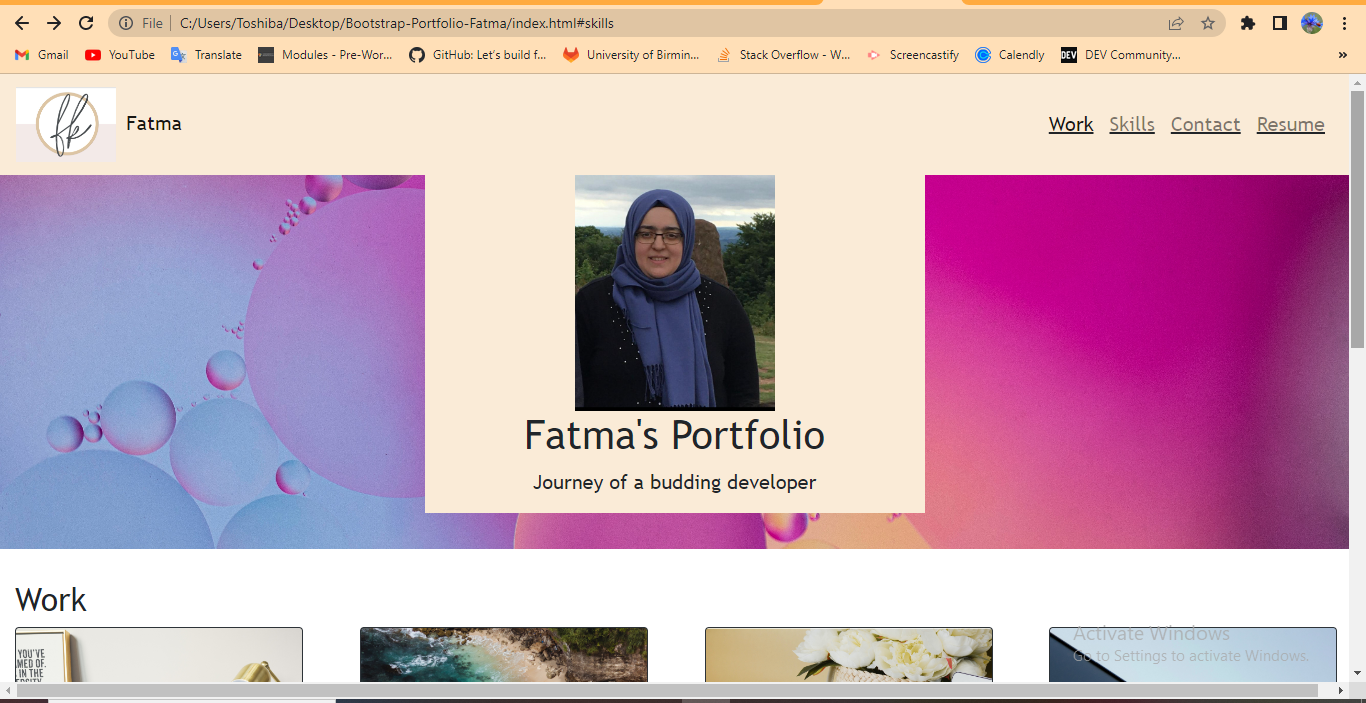 File
C:/Users/Toshiba/Desktop/Bootstrap-Portfolio-Fatma/index.html#skills
Gmail YouTube Translate Modules - Pre-Wor... GitHub: Let's build f... University of Birmin... Stack Overflow - W... Screencastify Calendly DEV DEV Community... »
fk Fatma Work Skills Contact Resume
Fatma's Portfolio
Journey of a budding developer
Work
YOU'VE
MED OF.
IN THE
Activate Windows
Go to Settings to activate Windows.